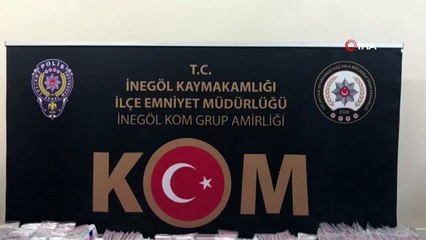 İHA
POLİS
T.C.
İNEGÖL KAYMAKAMLIĞI
İLÇE EMNİYET MÜDÜRLÜĞÜ
İNEGÖL KOM GRUP AMİRLİĞİ
KOM